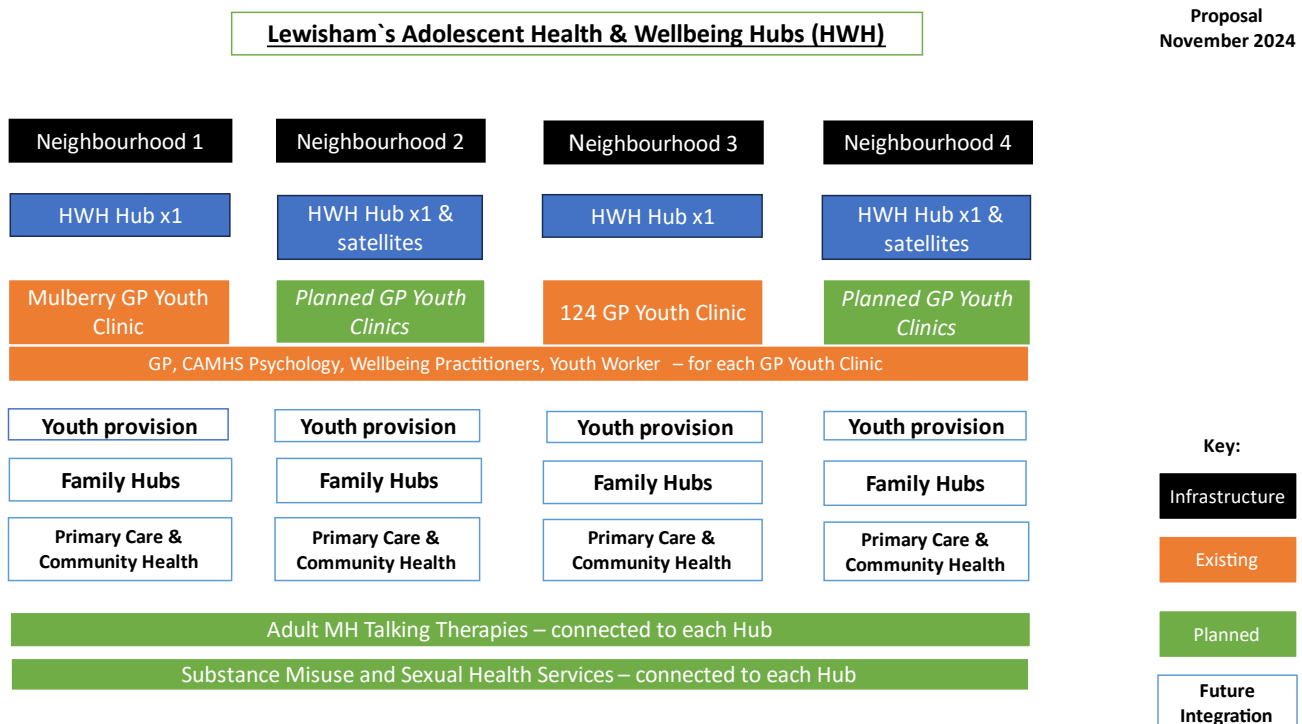 Lewisham`s Adolescent Health & Wellbeing Hubs (HWH)
Proposal
November 2024
Neighbourhood 1
Neighbourhood 2
Neighbourhood 3
Neighbourhood 4
HWH Hub x1
HWH Hub x1 &
satellites
HWH Hub x1
HWH Hub x1 &
satellites
Mulberry GP Youth
Clinic
Planned GP Youth
Clinics
124 GP Youth Clinic
Planned GP Youth
Clinics
GP, CAMHS Psychology, Wellbeing Practitioners, Youth Worker – for each GP Youth Clinic
Youth provision
Youth provision
Youth provision
Youth provision
Family Hubs
Family Hubs
Family Hubs
Family Hubs
Primary Care &
Community Health
Primary Care &
Community Health
Primary Care &
Community Health
Primary Care &
Community Health
Adult MH Talking Therapies – connected to each Hub
Substance Misuse and Sexual Health Services – connected to each Hub
Key:
Infrastructure
Existing
Planned
Future
Integration